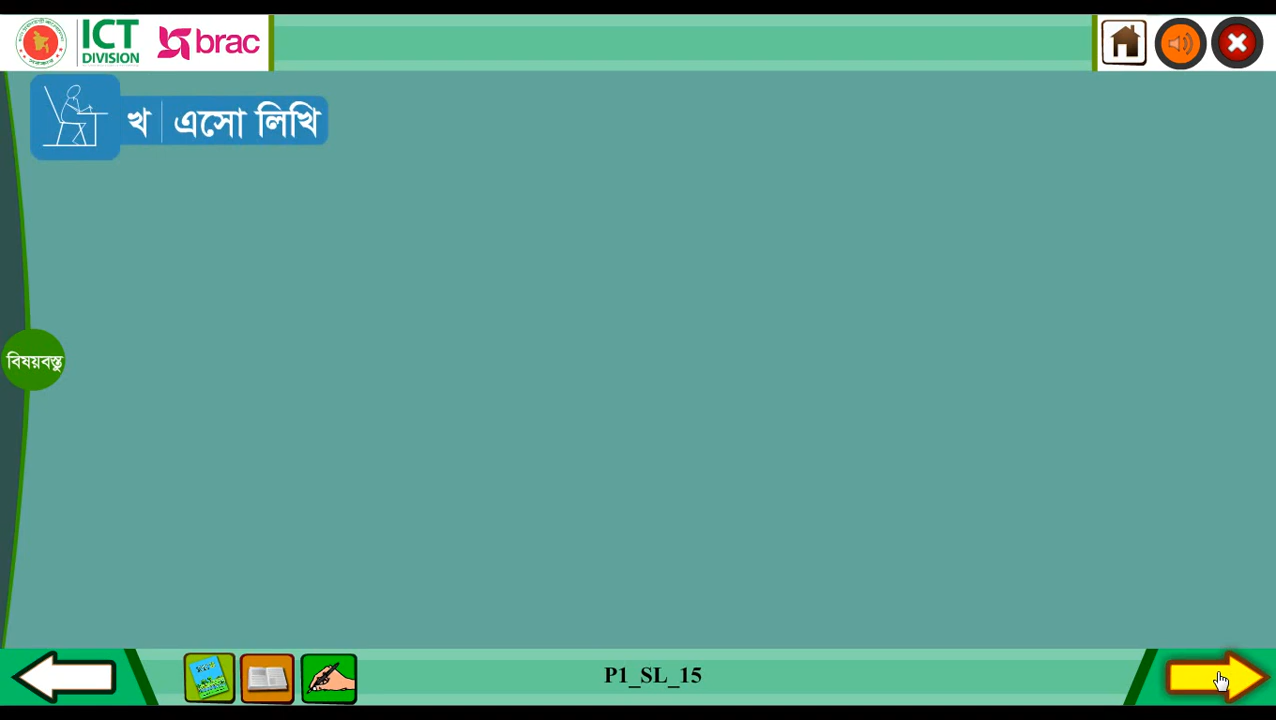 ICT
DIVISION
brac
খ এসো লিখি
বিষয়বস্তু
P1_SL_15